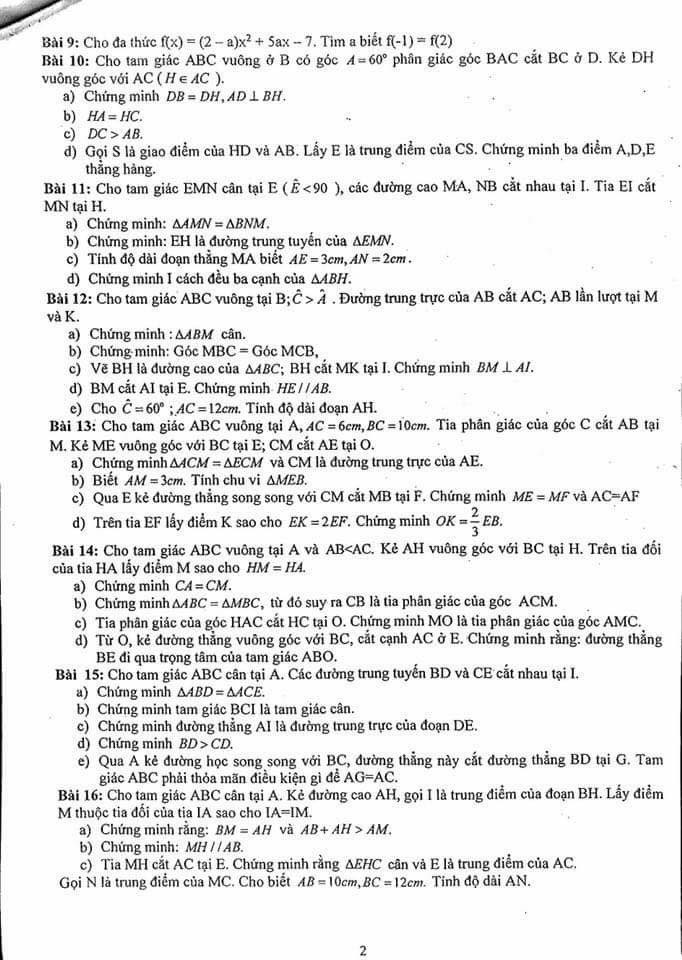 Bài 9: Cho đa thức f(x) = (2 – a)x² + 5ax – 7. Tìm a biết f(-1) = f(2)
Bài 10: Cho tam giác ABC vuông ở B có góc A = 60° phân giác góc BAC cắt BC ở D. Kẻ DH
vuông góc với AC ( H ∈ AC ).
a) Chứng minh DB = DH, AD ⊥ BH.
b) HA = HC.
c) DC > AB.
d) Gọi S là giao điểm của HD và AB. Lấy E là trung điểm của CS. Chứng minh ba điểm A,D,E
thẳng hàng.
Bài 11: Cho tam giác EMN cân tại E ( Ê < 90 ), các đường cao MA, NB cắt nhau tại I. Tia EI cắt
MN tại H.
a) Chứng minh: ΔAMN = ΔBNM.
b) Chứng minh: EH là đường trung tuyến của ΔEMN.
c) Tính độ dài đoạn thẳng MA biết AE = 3cm, AN = 2cm.
d) Chứng minh I cách đều ba cạnh của ΔABH.
Bài 12: Cho tam giác ABC vuông tại B; Ĉ > Â . Đường trung trực của AB cắt AC; AB lần lượt tại M
và K.
a) Chứng minh : ΔABM cân.
b) Chứng minh: Góc MBC = Góc MCB,
c) Vẽ BH là đường cao của ΔABC; BH cắt MK tại I. Chứng minh BM ⊥ AI.
d) BM cắt AI tại E. Chứng minh HE // AB.
e) Cho Ĉ = 60° ; AC = 12cm. Tính độ dài đoạn AH.
Bài 13: Cho tam giác ABC vuông tại A, AC = 6cm, BC = 10cm. Tia phân giác của góc C cắt AB tại
M. Kẻ ME vuông góc với BC tại E; CM cắt AE tại O.
a) Chứng minh ΔACM = ΔECM và CM là đường trung trực của AE.
b) Biết AM = 3cm. Tính chu vi ΔMEB.
c) Qua E kẻ đường thẳng song song với CM cắt MB tại F. Chứng minh ME = MF và AC=AF
d) Trên tia EF lấy điểm K sao cho EK = 2EF. Chứng minh OK = 2/3 EB.
Bài 14: Cho tam giác ABC vuông tại A và AB<AC. Kẻ AH vuông góc với BC tại H. Trên tia đối
của tia HA lấy điểm M sao cho HM = HA.
a) Chứng minh CA = CM.
b) Chứng minh ΔABC = ΔMBC, từ đó suy ra CB là tia phân giác của góc ACM.
c) Tia phân giác của góc HAC cắt HC tại O. Chứng minh MO là tia phân giác của góc AMC.
d) Từ O, kẻ đường thẳng vuông góc với BC, cắt cạnh AC ở E. Chứng minh rằng: đường thẳng
BE đi qua trọng tâm của tam giác ABO.
Bài 15: Cho tam giác ABC cân tại A. Các đường trung tuyến BD và CE cắt nhau tại I.
a) Chứng minh ΔABD = ΔACE.
b) Chứng minh tam giác BCI là tam giác cân.
c) Chứng minh đường thẳng AI là đường trung trực của đoạn DE.
d) Chứng minh BD > CD.
e) Qua A kẻ đường học song song với BC, đường thẳng này cắt đường thẳng BD tại G. Tam
giác ABC phải thỏa mãn điều kiện gì để AG=AC.
Bài 16: Cho tam giác ABC cân tại A. Kẻ đường cao AH, gọi I là trung điểm của đoạn BH. Lấy điểm
M thuộc tia đối của tia IA sao cho IA=IM.
a) Chứng minh rằng: BM = AH và AB + AH > AM.
b) Chứng minh: MH // AB.
c) Tia MH cắt AC tại E. Chứng minh rằng ΔEHC cân và E là trung điểm của AC.
Gọi N là trung điểm của MC. Cho biết AB = 10cm, BC = 12cm. Tính độ dài AN.
2